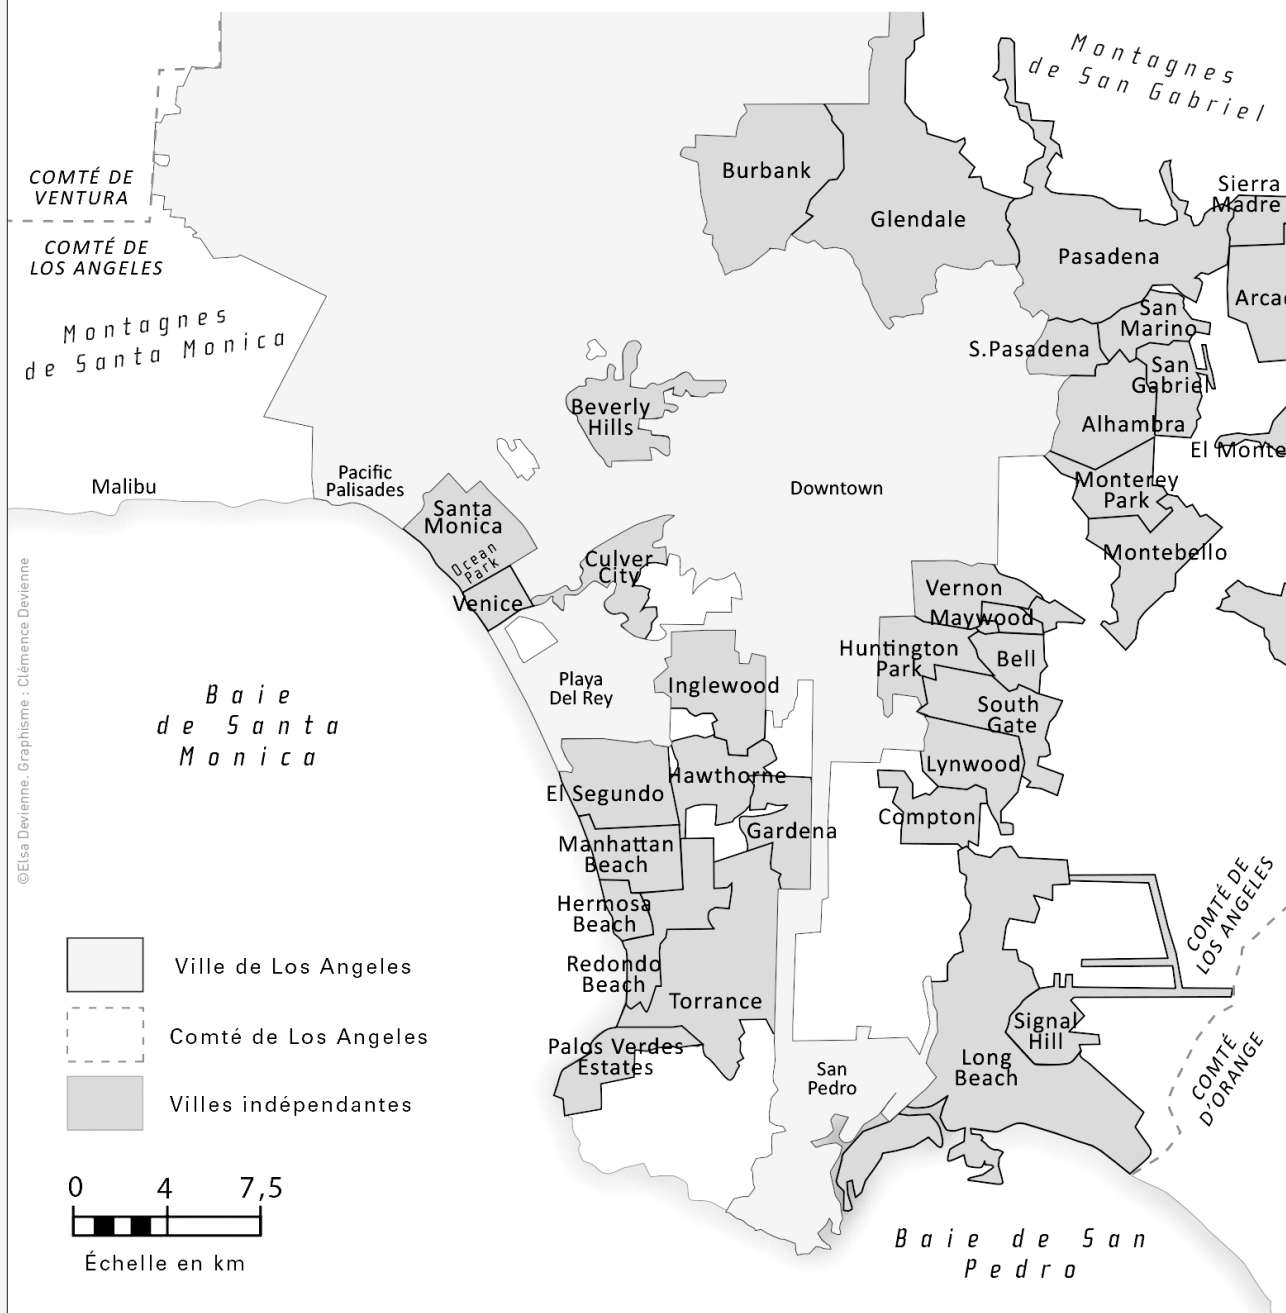 Montagnes
de San Gabriel
COMTÉ DE
VENTURA
COMTÉ DE
LOS ANGELES
Montagnes
de Santa Monica
Burbank
Glendale
Pasadena
Sierra
Madre
Arca
San
Marino
S.Pasadena
San
Gabriel
Alhambra
El Monte
Beverly
Hills
Malibu
Pacific
Palisades
Santa
Monica
Ocean
Park
Venice
Culver
City
Downtown
Monterey
Park
Montebello
Vernon
Maywood
Huntington
Park
Bell
South
Gate
Lynwood
Compton
Playa
Del Rey
Inglewood
Hawthorne
El Segundo
Gardena
Manhattan
Beach
Hermosa
Beach
Redondo
Beach
Torrance
Palos Verdes
Estates
San
Pedro
Signal
Hill
Long
Beach
COMTÉ DE
LOS ANGELES
COMTÉ
D'ORANGE
Baie
de Santa
Monica
Baie de San
Pedro
©Elsa Devienne. Graphisme : Clémence Devienne
Ville de Los Angeles
Comté de Los Angeles
Villes indépendantes
0 4 7,5
Échelle en km